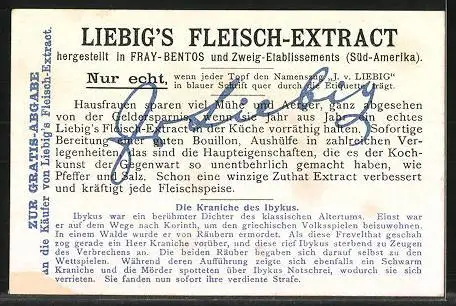 LIEBIG'S FLEISCH-EXTRACT
hergestellt in FRAY-BENTOS und Zweig-Etablissements (Süd-Amerika).
Nur echt, wenn jeder Topf den Namenszug „J. v. LIEBIG“
in blauer Schrift quer durch die Etiquette trägt.
Hausfrauen sparen viel Mühe und Aerger, ganz abgesehen
von der Geldersparniss, wenn sie Jahr aus Jahr ein echtes
Liebig's Fleisch-Extract in der Küche vorräthig halten. Sofortige
Bereitung einer guten Bouillon, Aushülfe in zahlreichen Ver-
legenheiten, das sind die Haupteigenschaften, die es der Koch-
kunst der Gegenwart so unentbehrlich gemacht haben, wie
Pfeffer und Salz. Schon eine winzige Zuthat Extract verbessert
und kräftigt jede Fleischspeise.
J v Liebig
Die Kraniche des Ibykus.
Ibykus war ein berühmter Dichter des klassischen Altertums. Einst war
er auf dem Wege nach Korinth, um den griechischen Volksspielen beizuwohnen.
In einem Walde wurde er von Räubern ermordet. Als diese Frevelthat geschah
zog gerade ein Heer Kraniche vorüber, und diese rief Ibykus sterbend zu Zeugen
des Verbrechens an. Die beiden Räuber begaben sich darauf selbst zu den
Wettspielen. Während deren Aufführung zeigte sich ebenfalls ein Schwarm
Kraniche und die Mörder spotteten über Ibykus Notschrei, wodurch sie sich
verrieten. Sie fanden nun sofort ihre verdiente Strafe.
ZUR GRATIS-ABGABE
an die Käufer von Liebig's Fleisch-Extract.